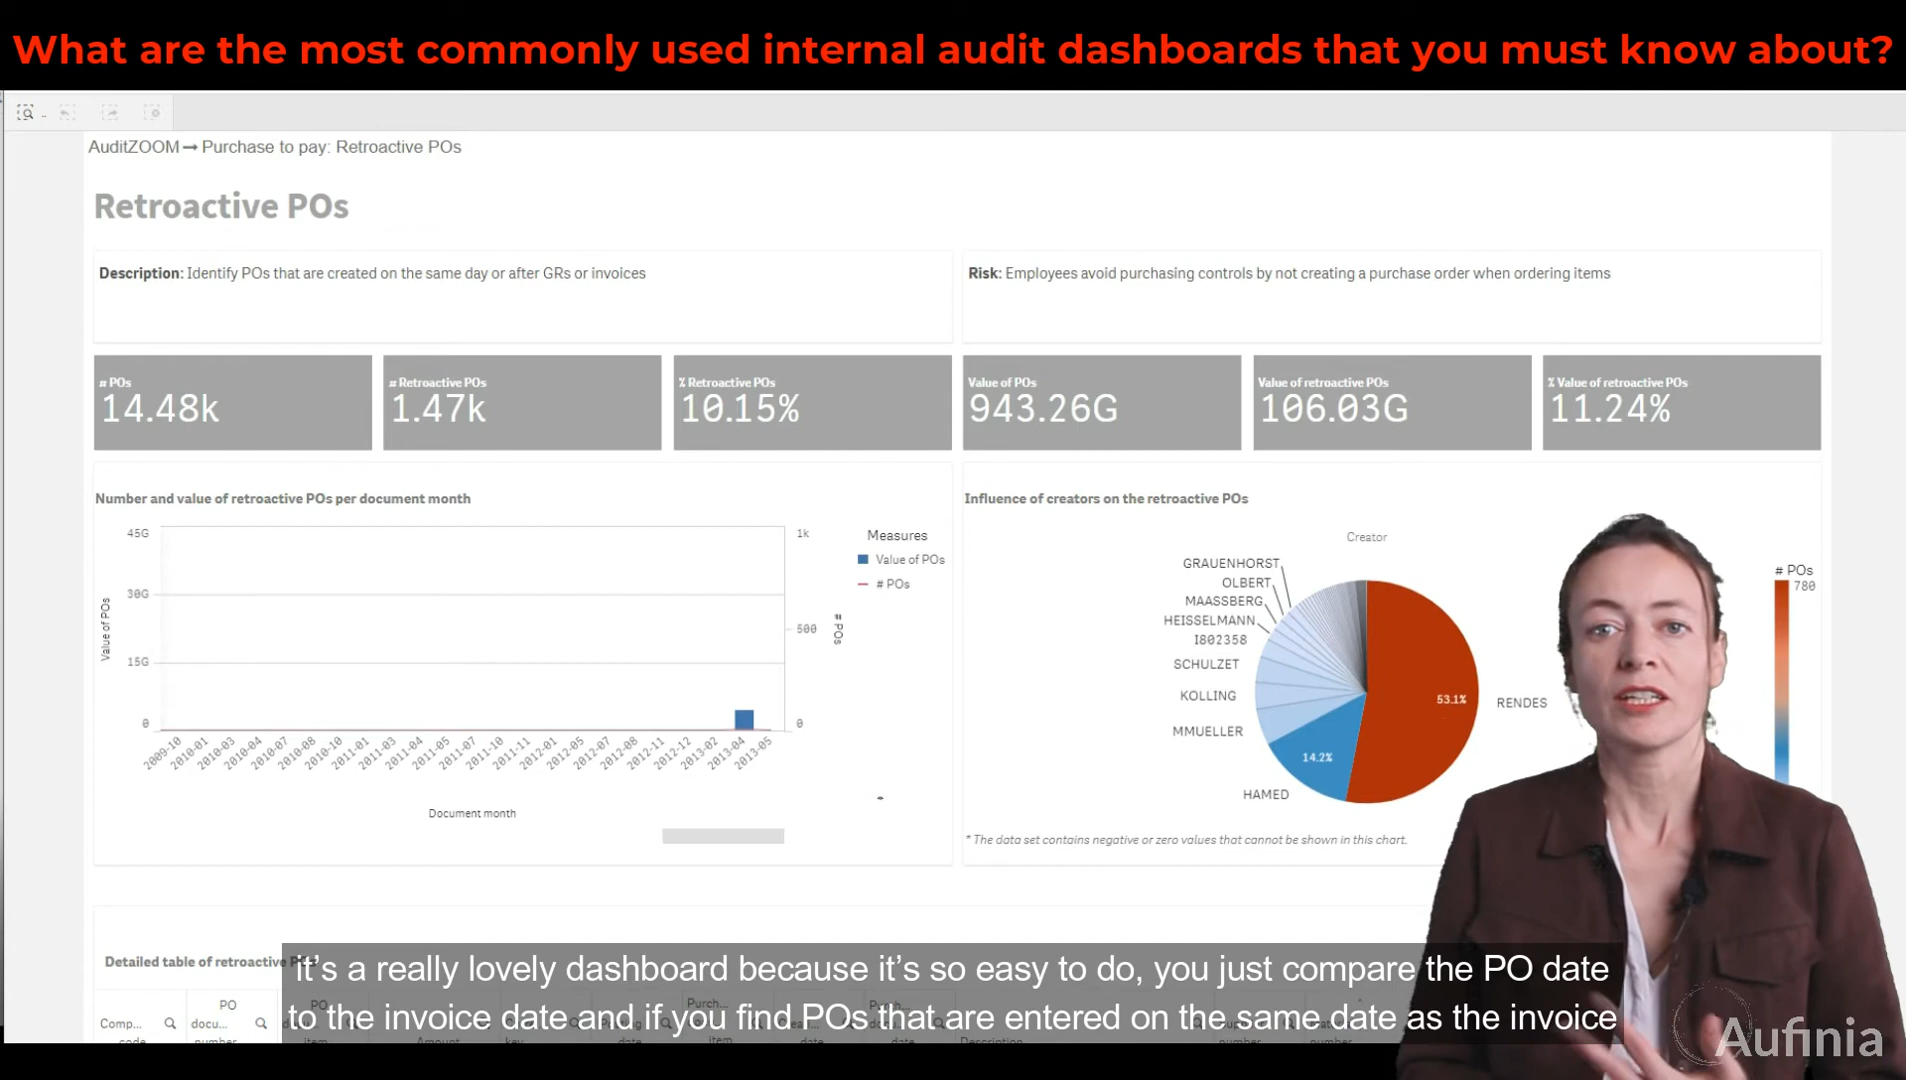 What are the most commonly used internal audit dashboards that you must know about?
AuditZOOM→Purchase to pay: Retroactive POs
Retroactive POs
Description: Identify POs that are created on the same day or after GRs or invoices
Risk: Employees avoid purchasing controls by not creating a purchase order when ordering items
# POs
14.48k
# Retroactive POs
1.47k
% Retroactive POs
10.15%
Value of POs
943.26G
Value of retroactive POs
106.03G
% Value of retroactive POs
11.24%
Number and value of retroactive POs per document month
45G
30G
15G
0
Value of POs
1k
500
0
# POs
Measures
Value of POs
# POs
2009-10
2010-01
2010-03
2010-04
2010-07
2010-08
2010-10
2011-01
2011-03
2011-04
2011-05
2011-07
2011-10
2011-11
2012-01
2012-05
2012-07
2012-08
2012-11
2012-12
2013-02
2013-04
2013-05
Document month
Influence of creators on the retroactive POs
Creator
GRAUENHORST
OLBERT
MAASSBERG
HEISSELMANN
I802358
SCHULZET
KOLLING
MMUELLER
HAMED
RENDES
53.1%
14.2%
# POs
780
* The data set contains negative or zero values that cannot be shown in this chart.
Detailed table of retroactive
Comp...
code
PO
docu...
number
PO
item
Amount
Purch...
item
date
date
Description
number
number
it's a really lovely dashboard because it's so easy to do, you just compare the PO date
to the invoice date and if you find POs that are entered on the same date as the invoice
Aufinia